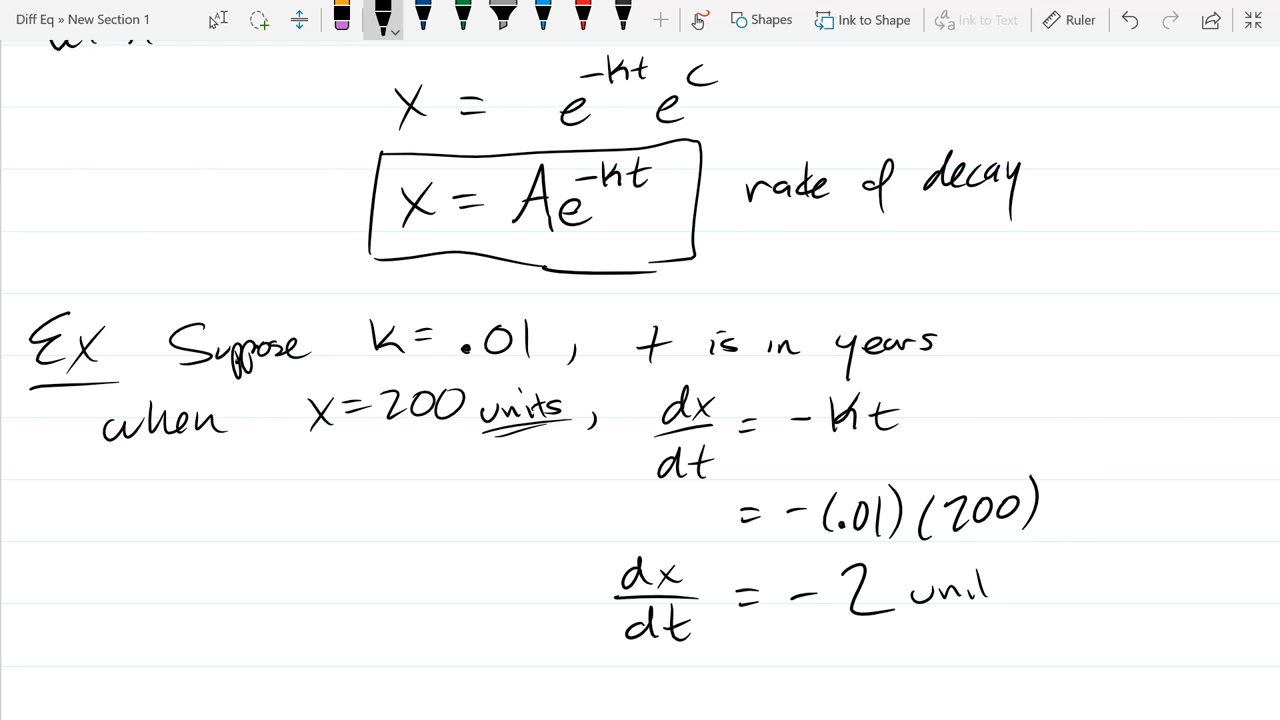 Diff Eq » New Section 1
Shapes
Ink to Shape
Ink to Text
Ruler
x = e^{-kt} e^{c}
x = Ae^{-kt} rate of decay
Ex Suppose k = .01, t is in years
when x = 200 units, dx/dt = -kt
= -(.01)(200)
dx/dt = -2 unit